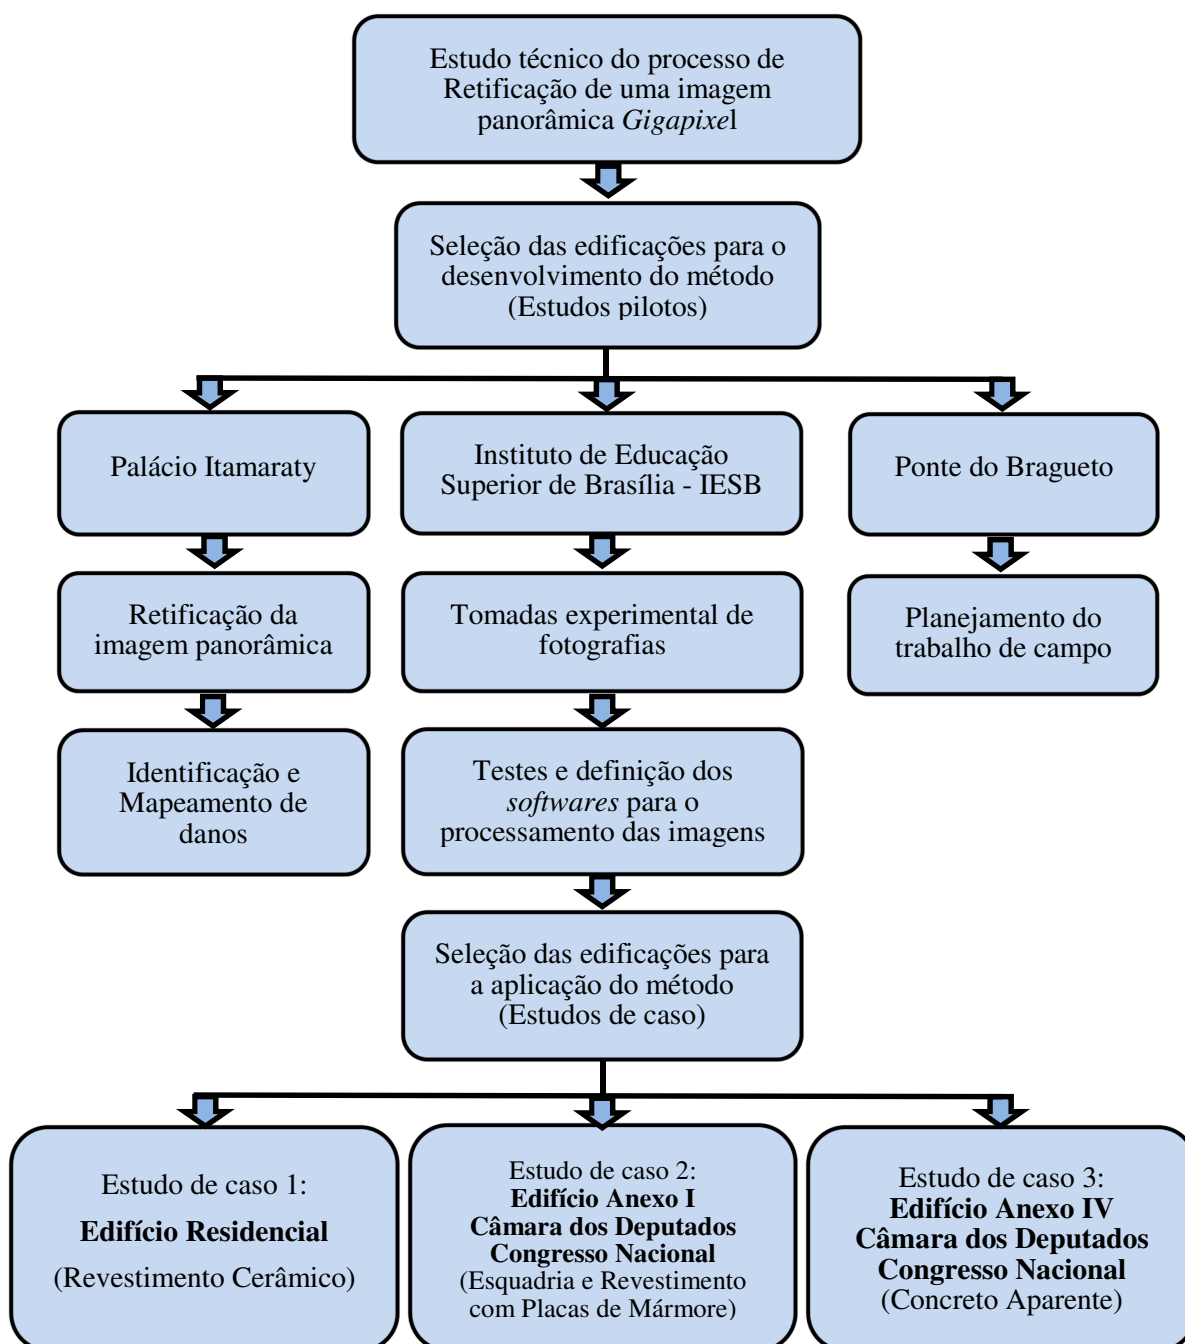 Estudo técnico do processo de
Retificação de uma imagem
panorâmica Gigapixel
Seleção das edificações para o
desenvolvimento do método
(Estudos pilotos)
Palácio Itamaraty
Instituto de Educação
Superior de Brasília - IESB
Ponte do Bragueto
Retificação da
imagem panorâmica
Tomadas experimental de
fotografias
Planejamento do
trabalho de campo
Identificação e
Mapeamento de
danos
Testes e definição dos
softwares para o
processamento das imagens
Seleção das edificações para
a aplicação do método
(Estudos de caso)
Estudo de caso 1:
Edifício Residencial
(Revestimento Cerâmico)
Estudo de caso 2:
Edifício Anexo I
Câmara dos Deputados
Congresso Nacional
(Esquadria e Revestimento
com Placas de Mármore)
Estudo de caso 3:
Edifício Anexo IV
Câmara dos Deputados
Congresso Nacional
(Concreto Aparente)